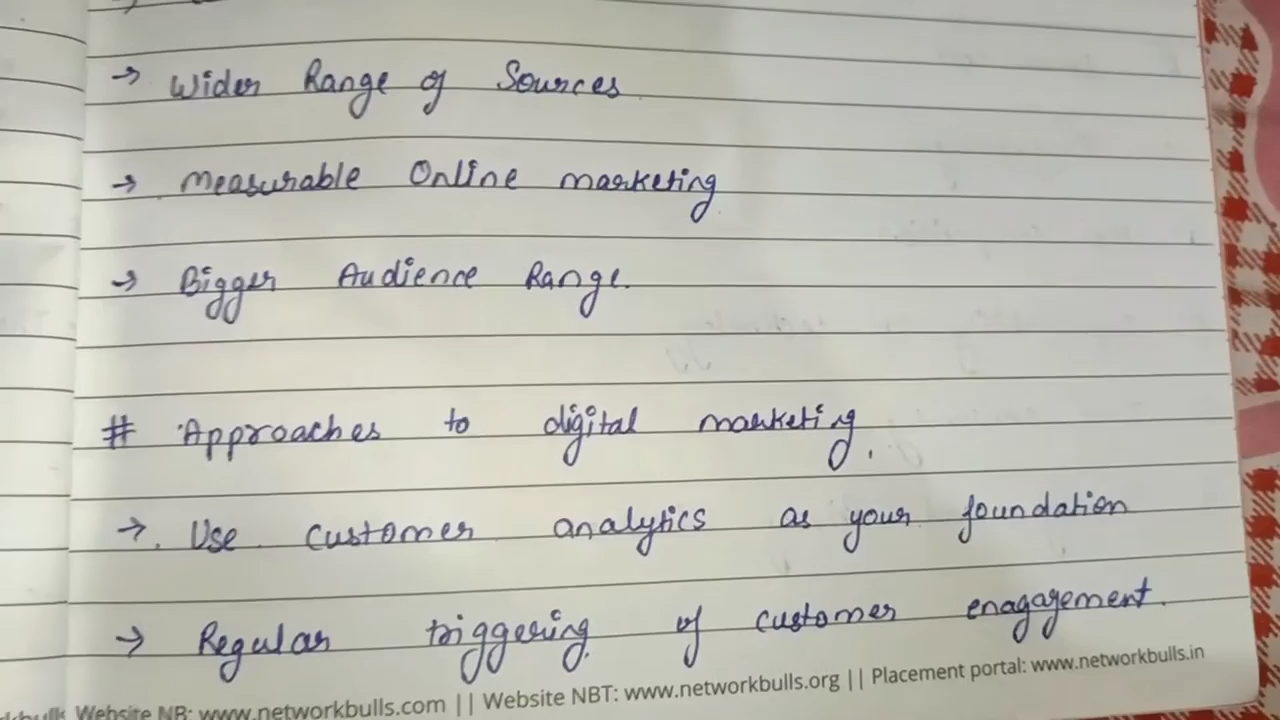 → Wider Range of Sources
→ Measurable Online marketing
→ Bigger Audience Range.
# Approaches to digital marketing.
→ Use customer analytics as your foundation
→ Regular triggering of customer enagagement.
Website NB: www.networkbulls.com || Website NBT: www.networkbulls.org || Placement portal: www.networkbulls.in